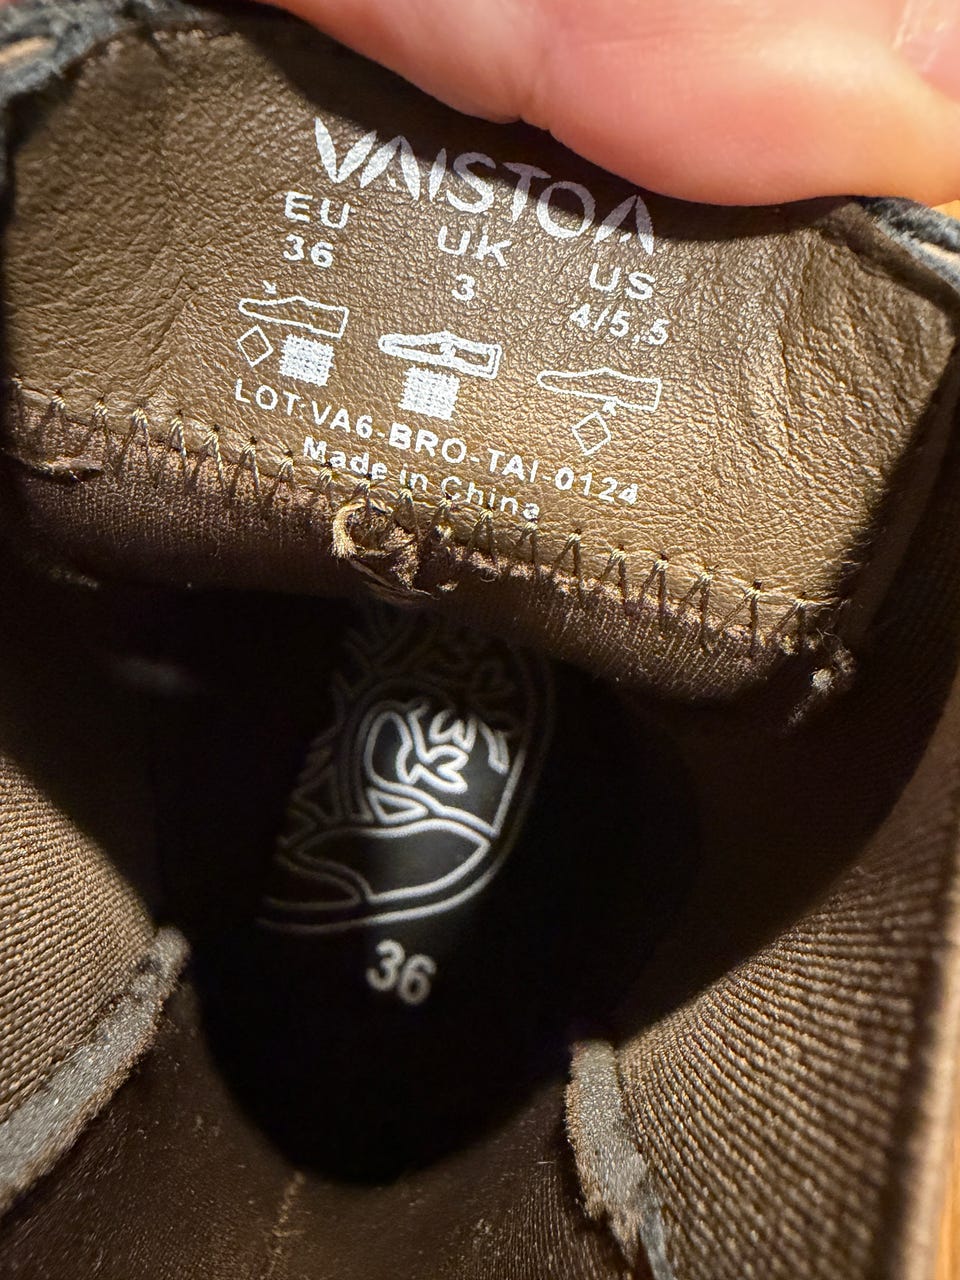 VAISTOA
EU UK US
36 3 4/5,5
LOT:VA6-BRO-TAI-0124
Made in China
36